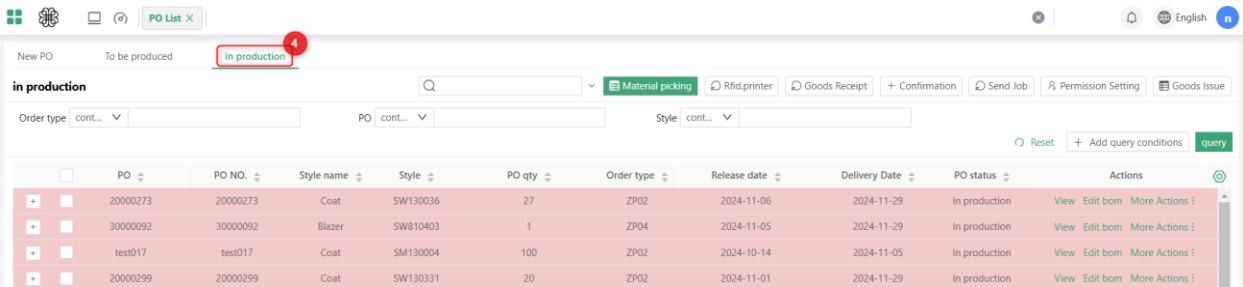 PO List X English n
4
New PO To be produced in production
in production Material picking Rfid.printer Goods Receipt + Confirmation Send Job Permission Setting Goods Issue
Order type cont... PO cont... Style cont...
Reset + Add query conditions query
PO PO NO. Style name Style PO qty Order type Release date Delivery Date PO status Actions
+ 20000273 20000273 Coat SW130036 27 ZP02 2024-11-06 2024-11-29 In production View Edit bom More Actions
+ 30000092 30000092 Blazer SW810403 1 ZP04 2024-11-05 2024-11-29 In production View Edit bom More Actions
+ test017 test017 Coat SM130004 100 ZP02 2024-10-14 2024-11-05 In production View Edit bom More Actions
+ 20000299 20000299 Coat SW130331 20 ZP02 2024-11-01 2024-11-29 In production View Edit bom More Actions